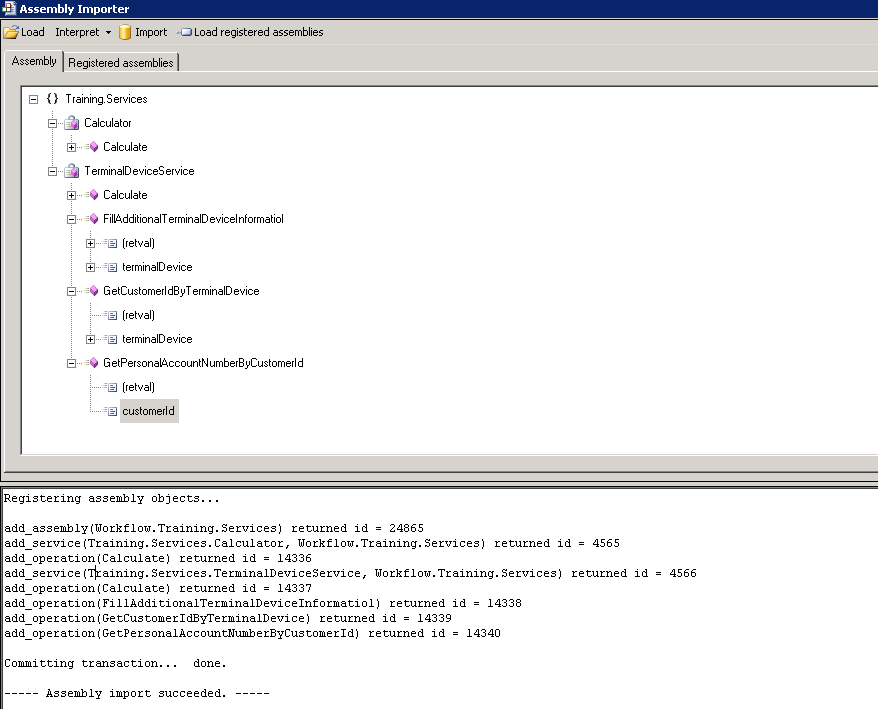 Assembly Importer
Load Interpret Import Load registered assemblies
Assembly Registered assemblies
{} Training.Services
Calculator
Calculate
TerminalDeviceService
Calculate
FillAdditionalTerminalDeviceInformatiol
(retval)
terminalDevice
GetCustomerIdByTerminalDevice
(retval)
terminalDevice
GetPersonalAccountNumberByCustomerId
(retval)
customerId
Registering assembly objects...
add_assembly(Workflow.Training.Services) returned id = 24865
add_service(Training.Services.Calculator, Workflow.Training.Services) returned id = 4565
add_operation(Calculate) returned id = 14336
add_service(Training.Services.TerminalDeviceService, Workflow.Training.Services) returned id = 4566
add_operation(Calculate) returned id = 14337
add_operation(FillAdditionalTerminalDeviceInformatiol) returned id = 14338
add_operation(GetCustomerIdByTerminalDevice) returned id = 14339
add_operation(GetPersonalAccountNumberByCustomerId) returned id = 14340
Committing transaction... done.
----- Assembly import succeeded. -----